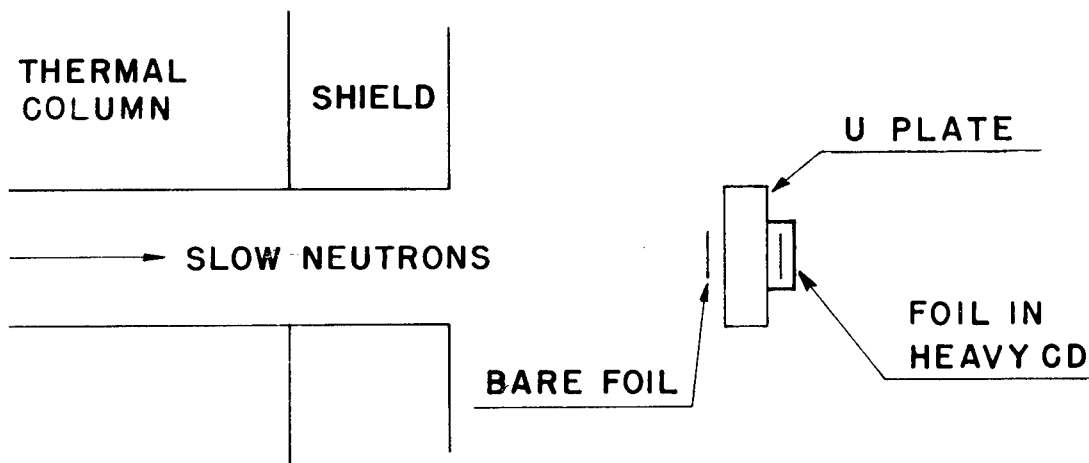 THERMAL
COLUMN
SHIELD
U PLATE
SLOW NEUTRONS
FOIL IN
HEAVY CD
BARE FOIL